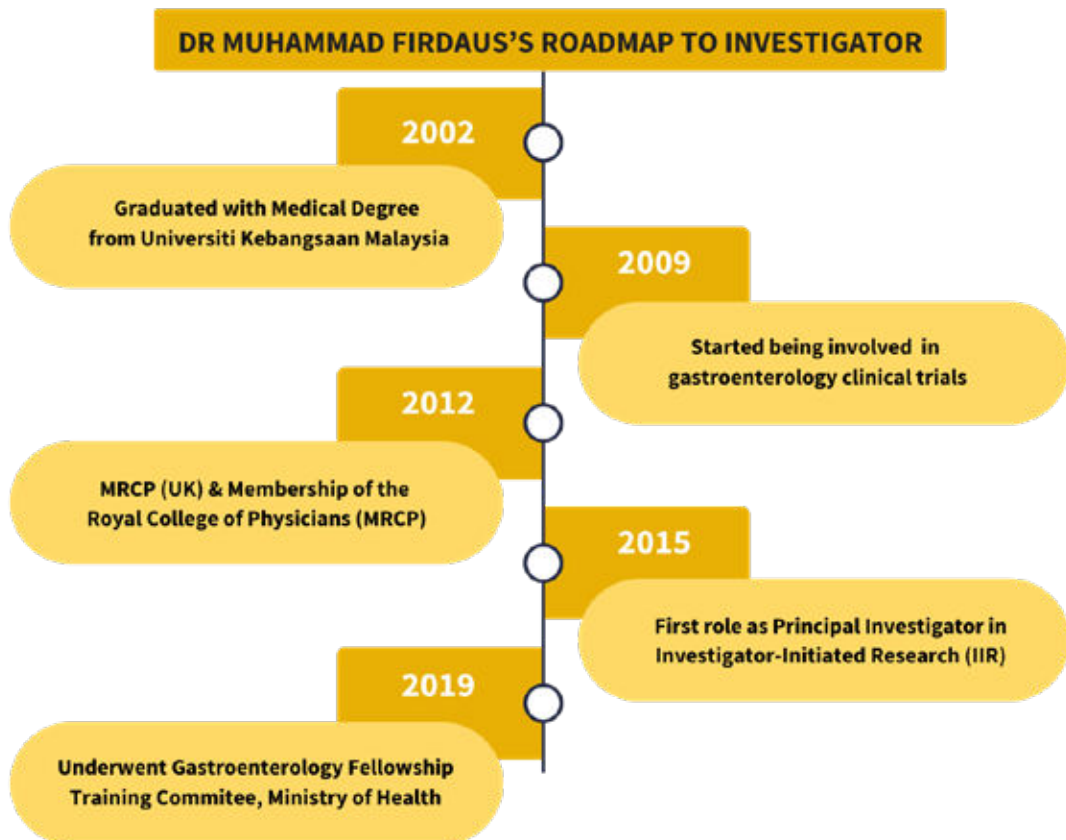 DR MUHAMMAD FIRDAUS'S ROADMAP TO INVESTIGATOR
2002
Graduated with Medical Degree
from Universiti Kebangsaan Malaysia
2009
Started being involved in
gastroenterology clinical trials
2012
MRCP (UK) & Membership of the
Royal College of Physicians (MRCP)
2015
First role as Principal Investigator in
Investigator-Initiated Research (IIR)
2019
Underwent Gastroenterology Fellowship
Training Commitee, Ministry of Health